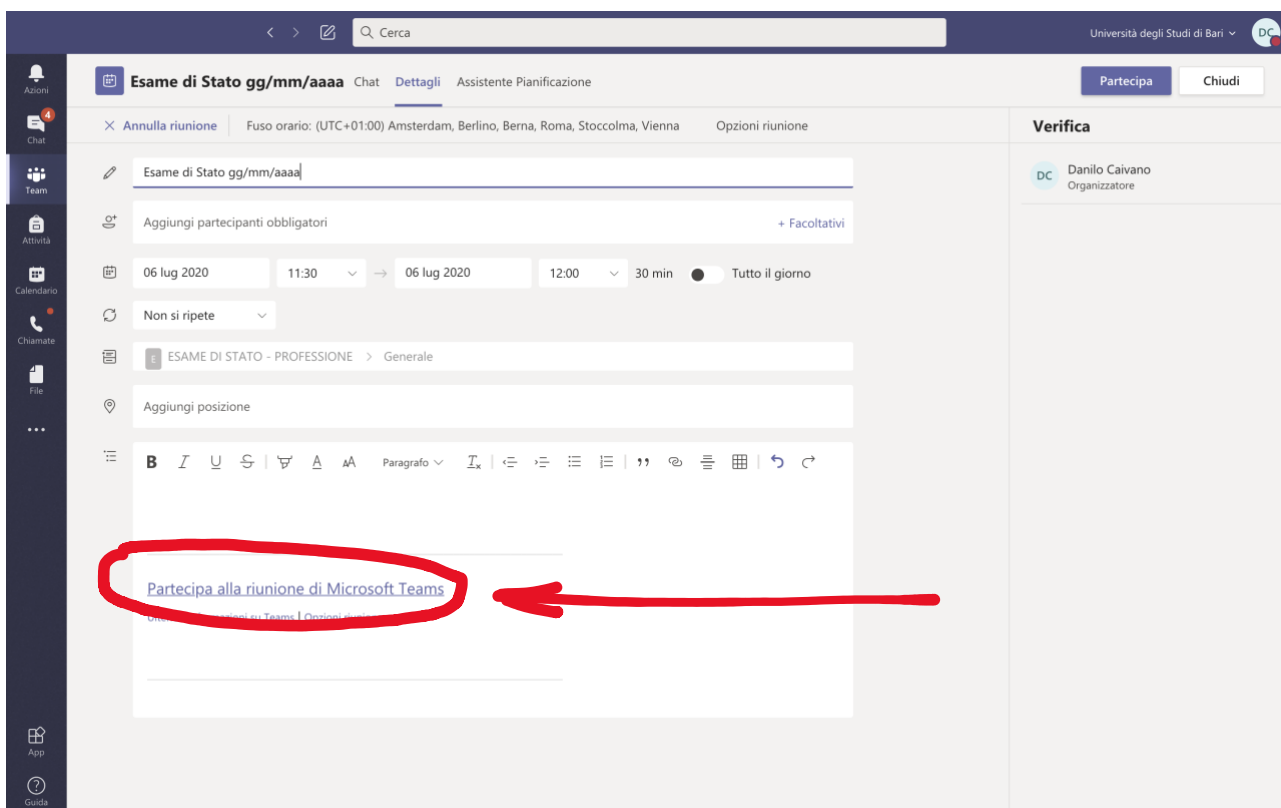 Cerca
Università degli Studi di Bari
DC
Azioni
4
Chat
Team
Attività
Calendario
Chiamate
File
App
Guida
Esame di Stato gg/mm/aaaa Chat Dettagli Assistente Pianificazione
Partecipa Chiudi
Annulla riunione Fuso orario: (UTC+01:00) Amsterdam, Berlino, Berna, Roma, Stoccolma, Vienna Opzioni riunione
Esame di Stato gg/mm/aaaa
Aggiungi partecipanti obbligatori + Facoltativi
06 lug 2020 11:30 → 06 lug 2020 12:00 30 min Tutto il giorno
Non si ripete
E ESAME DI STATO - PROFESSIONE > Generale
Aggiungi posizione
B I U S A AA Paragrafo
Partecipa alla riunione di Microsoft Teams
su Teams | Opzioni
Verifica
DC Danilo Caivano
Organizzatore